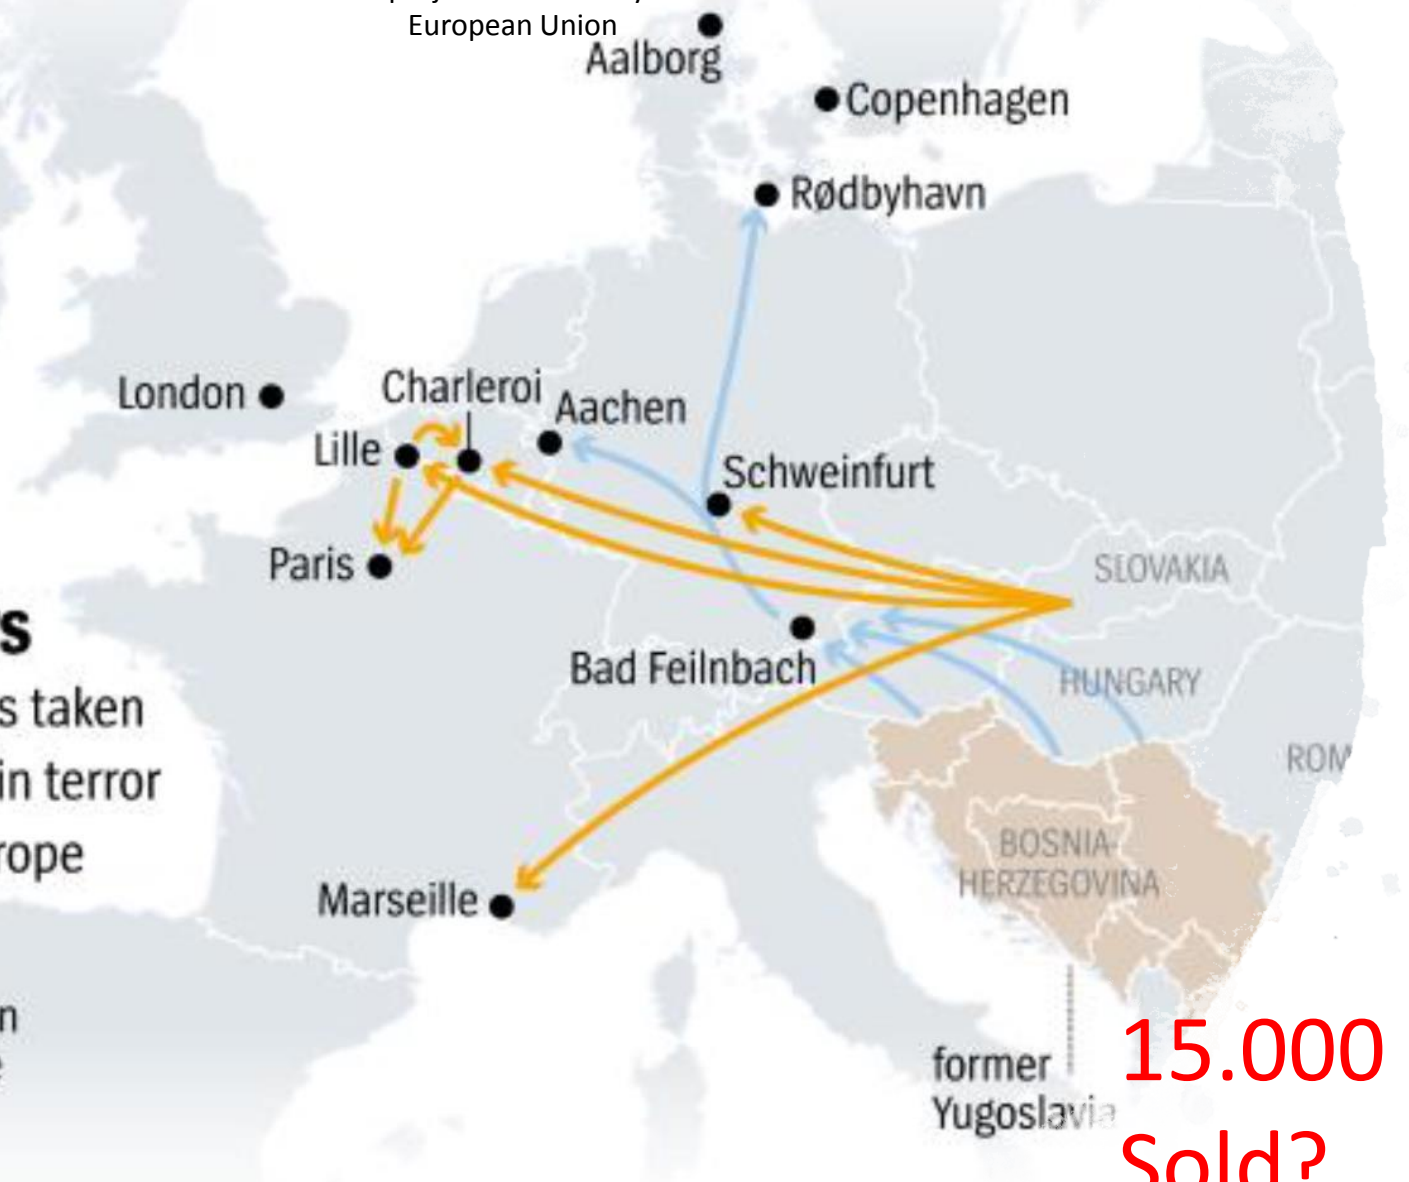 European Union
Aalborg
Copenhagen
Rødbyhavn
London
Charleroi
Aachen
Lille
Schweinfurt
Paris
SLOVAKIA
s
Bad Feilnbach
HUNGARY
s taken
in terror
ROM
rope
BOSNIA-
HERZEGOVINA
Marseille
n
15.000
former
Yugoslavia
Sold?